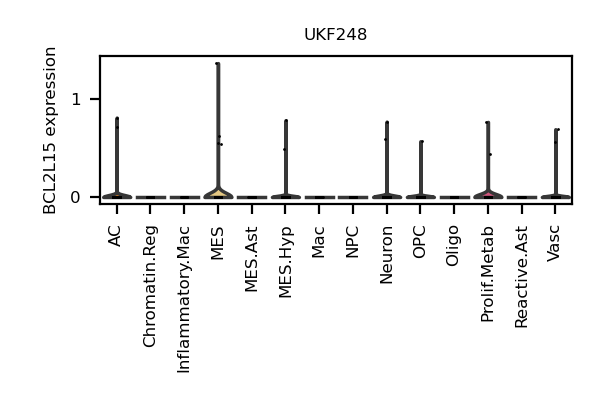 UKF248
BCL2L15 expression
1
0
AC
Chromatin.Reg
Inflammatory.Mac
MES
MES.Ast
MES.Hyp
Mac
NPC
Neuron
OPC
Oligo
Prolif.Metab
Reactive.Ast
Vasc